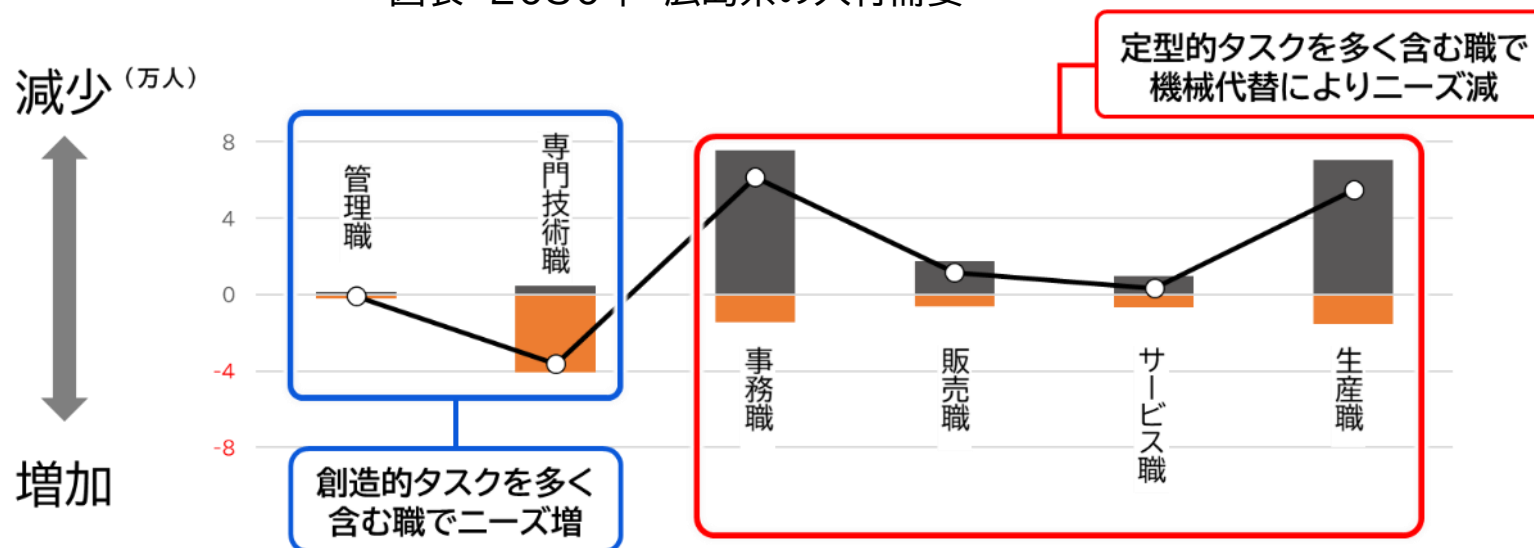 定型的タスクを多く含む職で
機械代替によりニーズ減
減少(万人)
8
4
0
-4
-8
増加
管理職
専門技術職
事務職
販売職
サービス職
生産職
創造的タスクを多く
含む職でニーズ増